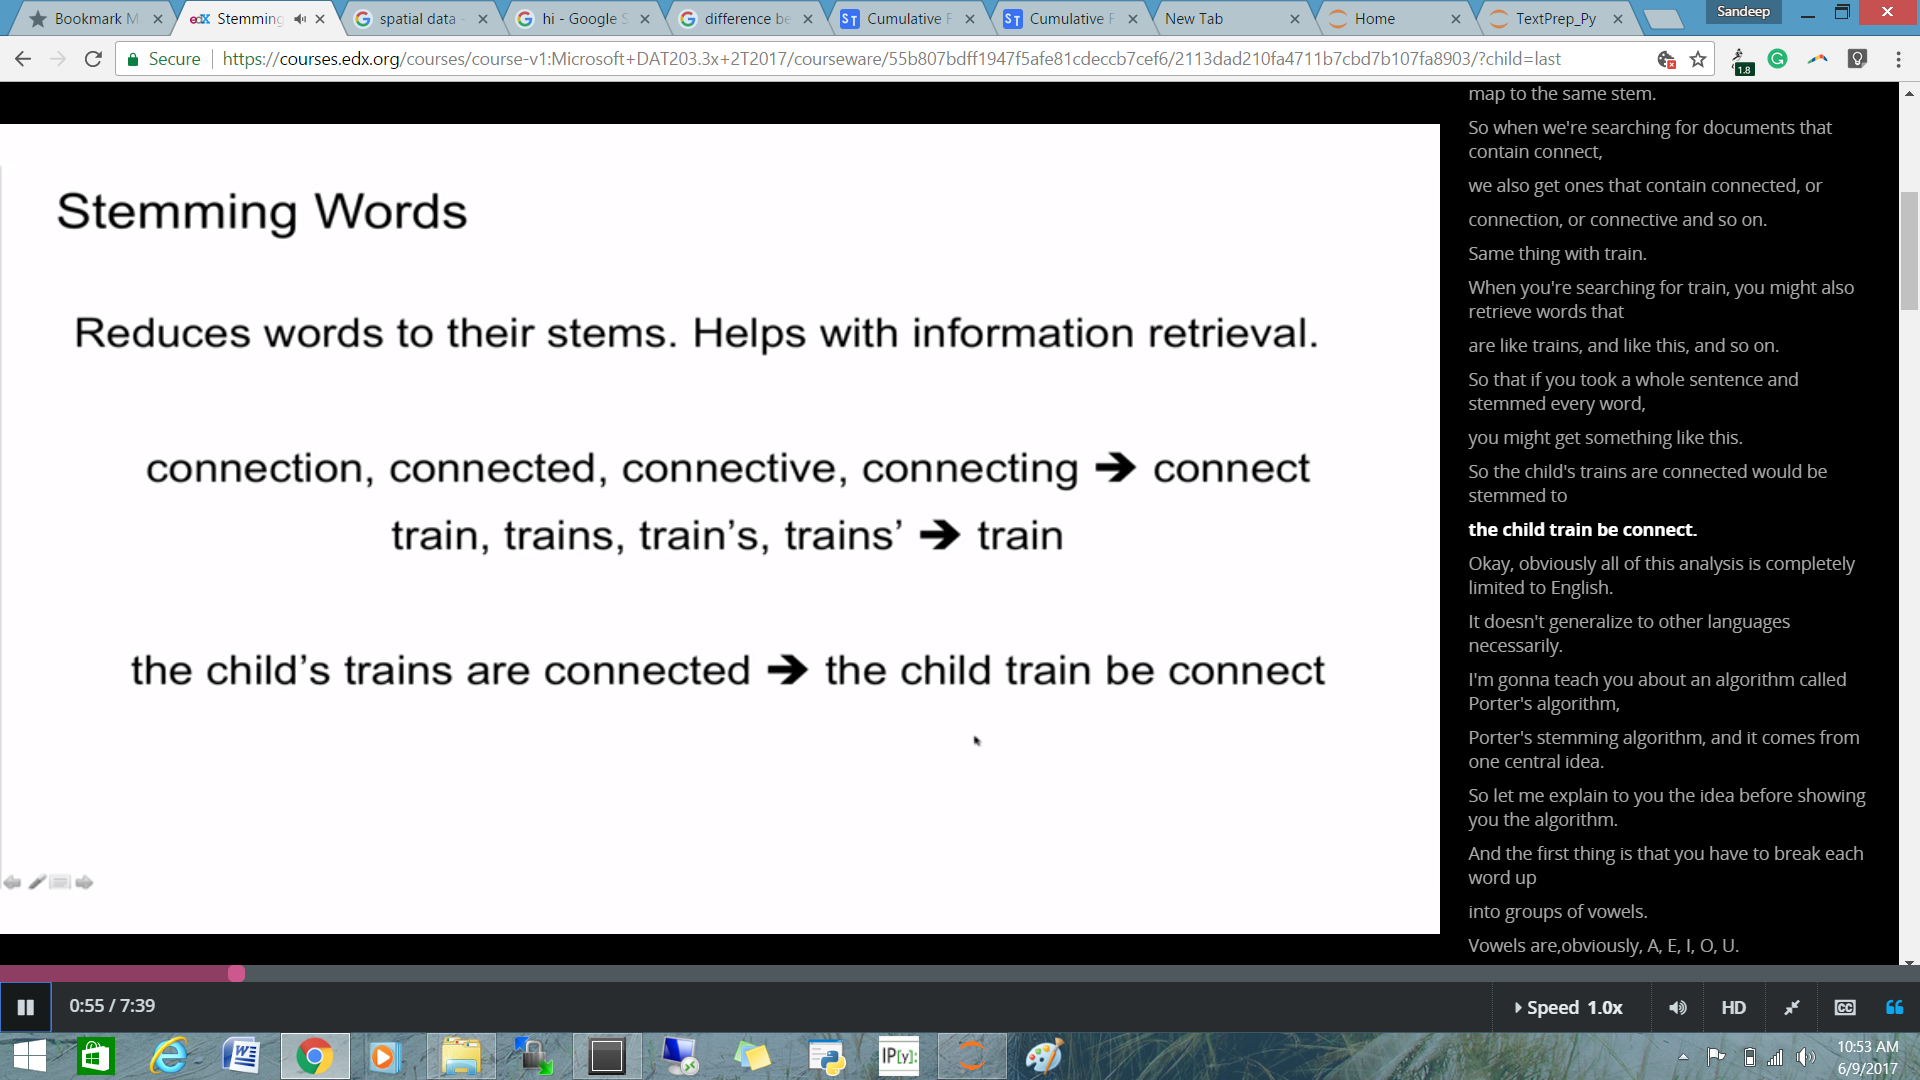 Bookmark M
edX Stemming
spatial data -
hi - Google S
difference be
ST Cumulative F
ST Cumulative F
New Tab
Home
TextPrep_Py
Sandeep
Secure
https://courses.edx.org/courses/course-v1:Microsoft+DAT203.3x+2T2017/courseware/55b807bdff1947f5afe81cdeccb7cef6/2113dad210fa4711b7cbd7b107fa8903/?child=last
1.8
Stemming Words
Reduces words to their stems. Helps with information retrieval.
connection, connected, connective, connecting ➔ connect
train, trains, train’s, trains’ ➔ train
the child’s trains are connected ➔ the child train be connect
map to the same stem.
So when we're searching for documents that
contain connect,
we also get ones that contain connected, or
connection, or connective and so on.
Same thing with train.
When you're searching for train, you might also
retrieve words that
are like trains, and like this, and so on.
So that if you took a whole sentence and
stemmed every word,
you might get something like this.
So the child's trains are connected would be
stemmed to
the child train be connect.
Okay, obviously all of this analysis is completely
limited to English.
It doesn't generalize to other languages
necessarily.
I'm gonna teach you about an algorithm called
Porter's algorithm,
Porter's stemming algorithm, and it comes from
one central idea.
So let me explain to you the idea before showing
you the algorithm.
And the first thing is that you have to break each
word up
into groups of vowels.
Vowels are,obviously, A, E, I, O, U.
0:55 / 7:39
Speed 1.0x
HD
CC
IP[y]:
10:53 AM
6/9/2017